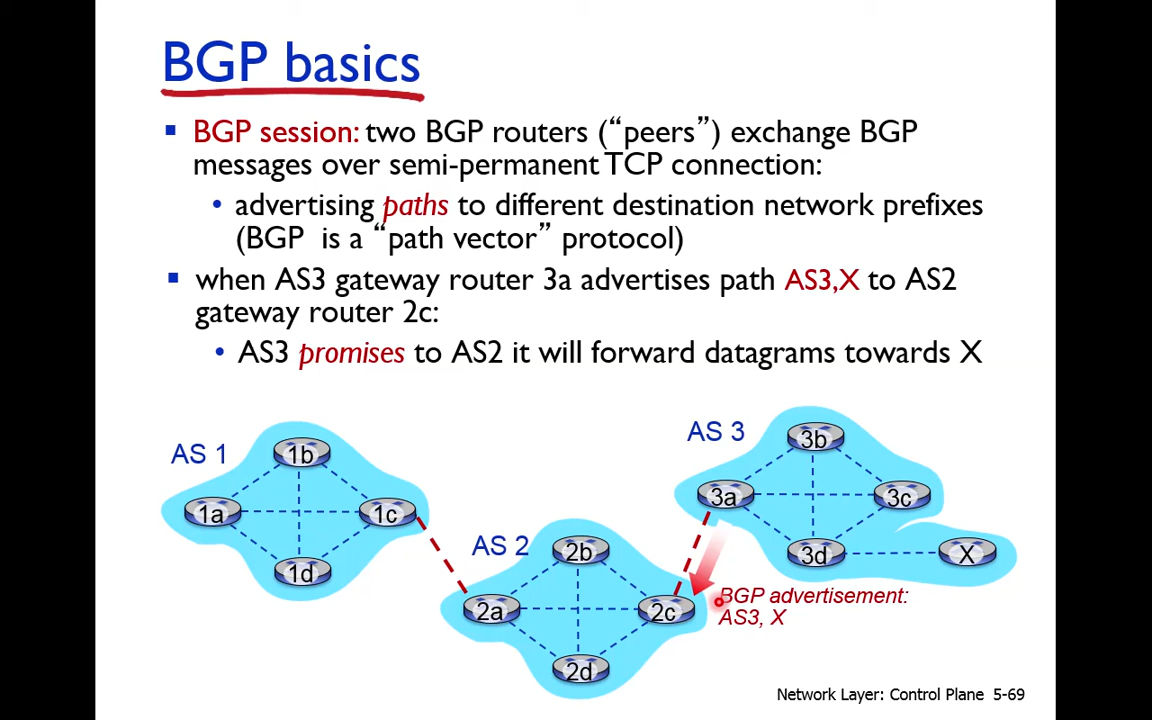 BGP basics
▪ BGP session: two BGP routers (“peers”) exchange BGP
messages over semi-permanent TCP connection:
• advertising paths to different destination network prefixes
(BGP is a “path vector” protocol)
▪ when AS3 gateway router 3a advertises path AS3,X to AS2
gateway router 2c:
• AS3 promises to AS2 it will forward datagrams towards X
AS 1
1b
1a
1c
1d
AS 2
2b
2a
2c
2d
AS 3
3b
3a
3c
3d
X
BGP advertisement:
AS3, X
Network Layer: Control Plane 5-69